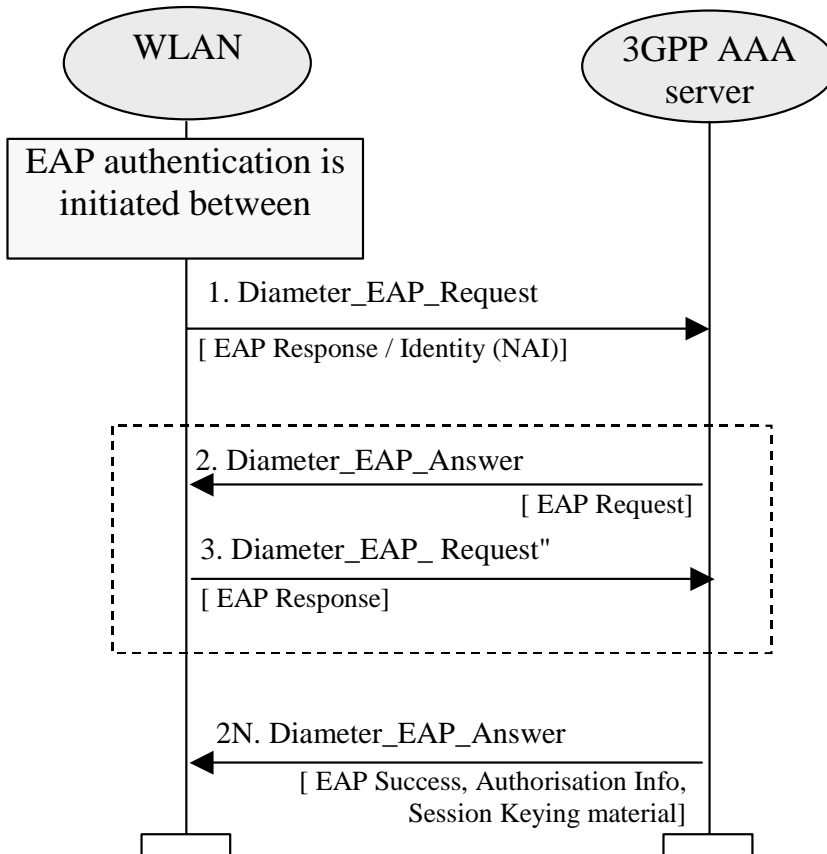 WLAN
3GPP AAA
server
EAP authentication is
initiated between
1. Diameter_EAP_Request
[ EAP Response / Identity (NAI)]
2. Diameter_EAP_Answer
[ EAP Request]
3. Diameter_EAP_ Request"
[ EAP Response]
2N. Diameter_EAP_Answer
[ EAP Success, Authorisation Info,
Session Keying material]